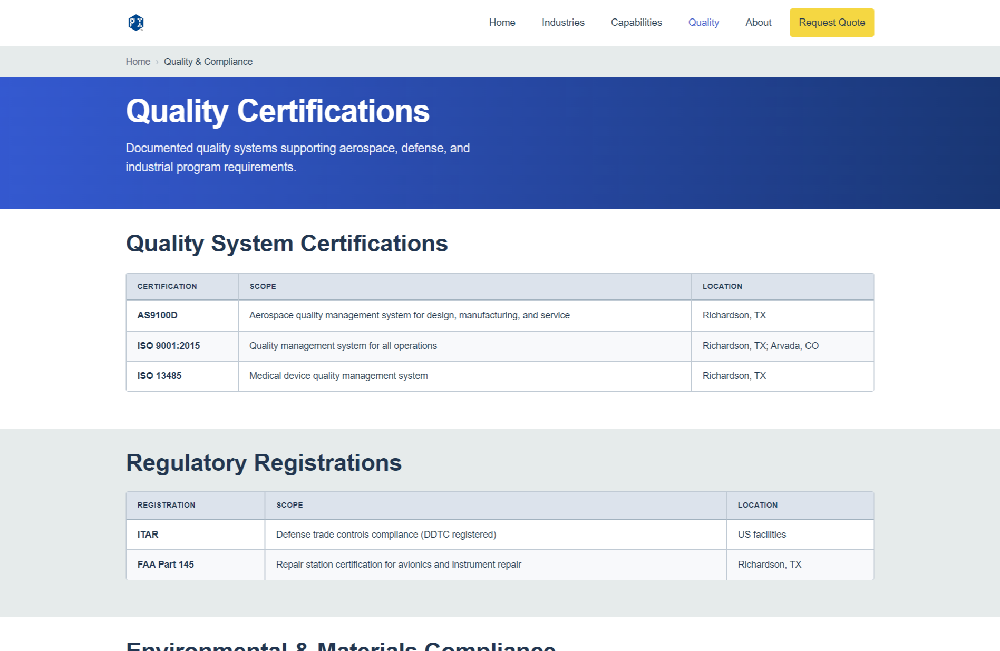 PI
Home Industries Capabilities Quality About Request Quote
Home › Quality & Compliance
Quality Certifications
Documented quality systems supporting aerospace, defense, and
industrial program requirements.
Quality System Certifications
CERTIFICATION SCOPE LOCATION
AS9100D Aerospace quality management system for design, manufacturing, and service Richardson, TX
ISO 9001:2015 Quality management system for all operations Richardson, TX; Arvada, CO
ISO 13485 Medical device quality management system Richardson, TX
Regulatory Registrations
REGISTRATION SCOPE LOCATION
ITAR Defense trade controls compliance (DDTC registered) US facilities
FAA Part 145 Repair station certification for avionics and instrument repair Richardson, TX
Environmental & Materials Compliance